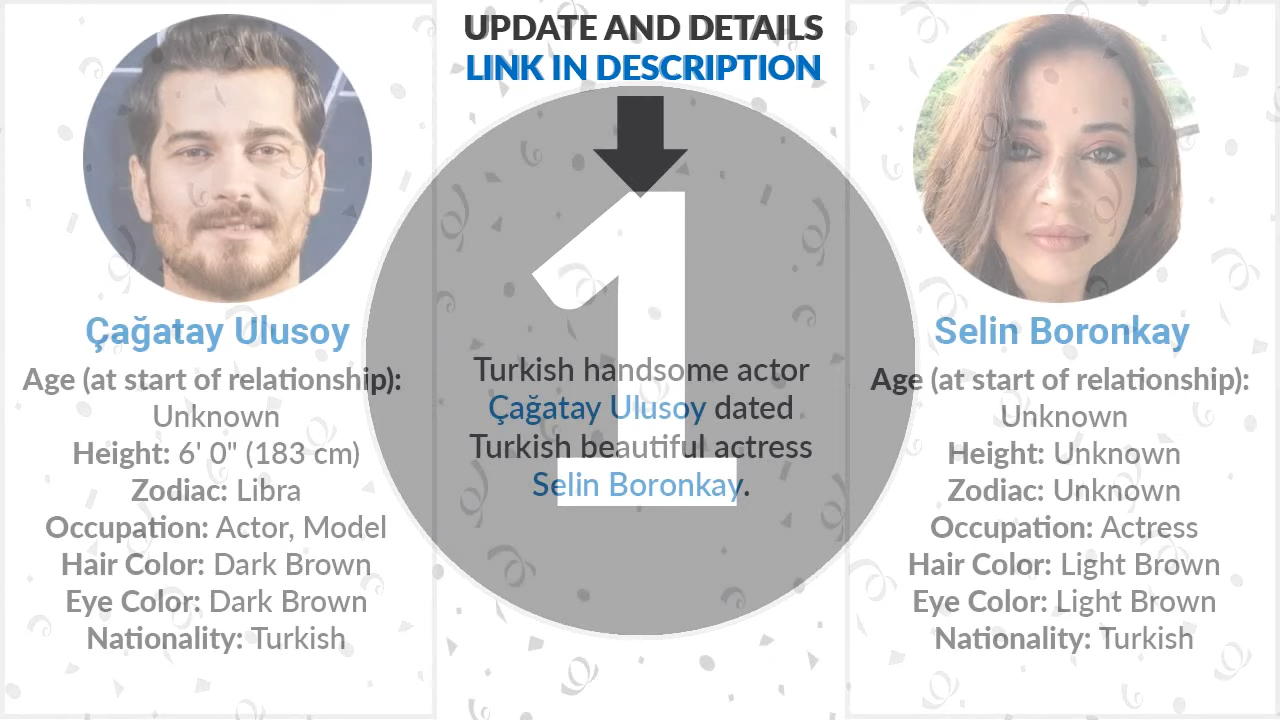 UPDATE AND DETAILS
LINK IN DESCRIPTION
Çağatay Ulusoy
Age (at start of relationship):
Unknown
Height: 6' 0" (183 cm)
Zodiac: Libra
Occupation: Actor, Model
Hair Color: Dark Brown
Eye Color: Dark Brown
Nationality: Turkish
1
Turkish handsome actor
Çağatay Ulusoy dated
Turkish beautiful actress
Selin Boronkay.
Selin Boronkay
Age (at start of relationship):
Unknown
Height: Unknown
Zodiac: Unknown
Occupation: Actress
Hair Color: Light Brown
Eye Color: Light Brown
Nationality: Turkish